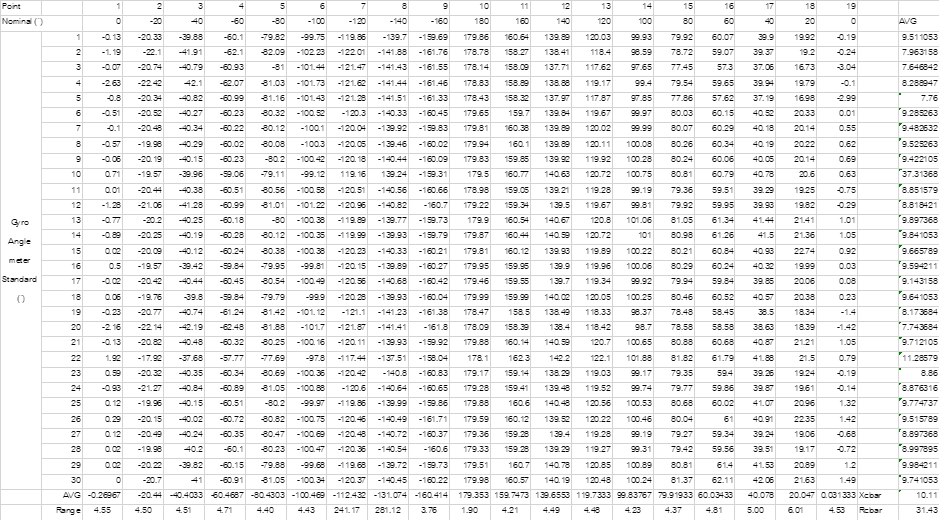 Point 1 2 3 4 5 6 7 8 9 10 11 12 13 14 15 16 17 18 19
Nominal (°) 0 -20 -40 -60 -80 -100 -120 -140 -160 180 160 140 120 100 80 60 40 20 0 AVG
1 -0.13 -20.33 -39.88 -60.1 -79.82 -99.75 -119.86 -139.7 -159.69 179.86 160.64 139.89 120.03 99.93 79.92 60.07 39.9 19.92 -0.19 9.511053
2 -1.19 -22.1 -41.91 -62.1 -82.09 -102.23 -122.01 -141.88 -161.76 178.78 158.27 138.41 118.4 98.59 78.72 59.07 39.37 19.2 -0.24 7.963158
3 -0.07 -20.74 -40.79 -60.93 -81 -101.44 -121.47 -141.43 -161.55 178.14 158.09 137.71 117.62 97.65 77.45 57.3 37.06 16.73 -3.04 7.646842
4 -2.63 -22.42 -42.1 -62.07 -81.03 -101.73 -121.62 -141.44 -161.46 178.83 158.89 138.88 119.17 99.4 79.54 59.65 39.94 19.79 -0.1 8.288947
5 -0.8 -20.34 -40.82 -60.99 -81.16 -101.43 -121.28 -141.51 -161.33 178.43 158.32 137.97 117.87 97.85 77.86 57.62 37.19 16.98 -2.99 7.76
6 -0.51 -20.52 -40.27 -60.23 -80.32 -100.52 -120.3 -140.33 -160.45 179.65 159.7 139.84 119.67 99.97 80.03 60.15 40.52 20.33 0.01 9.285263
7 -0.1 -20.48 -40.34 -60.22 -80.12 -100.1 -120.04 -139.92 -159.83 179.81 160.38 139.89 120.02 99.99 80.07 60.29 40.18 20.14 0.55 9.482632
8 -0.57 -19.98 -40.29 -60.02 -80.08 -100.3 -120.05 -139.46 -160.02 179.94 160.1 139.89 120.11 100.08 80.26 60.34 40.19 20.22 0.62 9.525263
9 -0.06 -20.19 -40.15 -60.23 -80.2 -100.42 -120.18 -140.44 -160.09 179.83 159.85 139.92 119.92 100.28 80.24 60.06 40.05 20.14 0.69 9.422105
10 0.71 -19.57 -39.96 -59.06 -79.11 -99.12 119.16 139.24 -159.31 179.5 160.77 140.63 120.72 100.75 80.81 60.79 40.78 20.6 0.63 37.31368
11 0.01 -20.44 -40.38 -60.51 -80.56 -100.58 -120.51 -140.56 -160.66 178.98 159.05 139.21 119.28 99.19 79.36 59.51 39.29 19.25 -0.75 8.851579
12 -1.28 -21.06 -41.28 -60.99 -81.01 -101.22 -120.96 -140.82 -160.7 179.22 159.34 139.5 119.67 99.81 79.92 59.95 39.93 19.82 -0.29 8.818421
13 -0.77 -20.2 -40.25 -60.18 -80 -100.38 -119.89 -139.77 -159.73 179.9 160.54 140.67 120.8 101.06 81.05 61.34 41.44 21.41 1.01 9.897368
Gyro
14 -0.89 -20.25 -40.19 -60.28 -80.12 -100.35 -119.99 -139.93 -159.79 179.87 160.44 140.59 120.72 101 80.98 61.26 41.5 21.36 1.05 9.841053
Angle
15 0.02 -20.09 -40.12 -60.24 -80.38 -100.38 -120.23 -140.33 -160.21 179.81 160.12 139.93 119.89 100.22 80.21 60.84 40.93 22.74 0.92 9.665789
meter
16 0.5 -19.57 -39.42 -59.84 -79.95 -99.81 -120.15 -139.89 -160.27 179.95 159.95 139.9 119.96 100.06 80.29 60.24 40.32 19.99 0.03 9.594211
Standard
17 -0.02 -20.42 -40.44 -60.45 -80.54 -100.49 -120.56 -140.68 -160.42 179.46 159.55 139.7 119.34 99.92 79.94 59.84 39.85 20.06 0.08 9.143158
(°)
18 0.06 -19.76 -39.8 -59.84 -79.79 -99.9 -120.28 -139.93 -160.04 179.99 159.99 140.02 120.05 100.25 80.46 60.52 40.57 20.38 0.23 9.641053
19 -0.23 -20.77 -40.74 -61.24 -81.42 -101.12 -121.1 -141.23 -161.38 178.47 158.5 138.49 118.33 98.37 78.48 58.45 38.5 18.34 -1.4 8.173684
20 -2.16 -22.14 -42.19 -62.48 -81.88 -101.7 -121.87 -141.41 -161.8 178.09 158.39 138.4 118.42 98.7 78.58 58.58 38.63 18.39 -1.42 7.743684
21 -0.13 -20.82 -40.48 -60.32 -80.25 -100.16 -120.11 -139.93 -159.92 179.88 160.14 140.59 120.7 100.65 80.88 60.68 40.87 21.21 1.05 9.712105
22 1.92 -17.92 -37.68 -57.77 -77.69 -97.8 -117.44 -137.51 -158.04 178.1 162.3 142.2 122.1 101.88 81.82 61.79 41.88 21.5 0.79 11.28579
23 0.59 -20.32 -40.35 -60.34 -80.69 -100.36 -120.42 -140.8 -160.83 179.17 159.14 138.29 119.03 99.17 79.35 59.4 39.26 19.24 -0.19 8.86
24 -0.93 -21.27 -40.84 -60.89 -81.05 -100.88 -120.6 -140.64 -160.65 179.28 159.41 139.48 119.52 99.74 79.77 59.86 39.87 19.61 -0.14 8.876316
25 0.12 -19.96 -40.15 -60.51 -80.2 -99.97 -119.86 -139.99 -159.86 179.88 160.6 140.48 120.56 100.53 80.68 60.02 41.07 20.96 1.32 9.774737
26 0.29 -20.15 -40.02 -60.72 -80.82 -100.75 -120.46 -140.49 -161.71 179.59 160.12 139.52 120.22 100.46 80.04 61 40.91 22.35 1.42 9.515789
27 0.12 -20.49 -40.24 -60.35 -80.47 -100.69 -120.48 -140.72 -160.37 179.36 159.28 139.4 119.28 99.19 79.27 59.34 39.24 19.06 -0.68 8.897368
28 0.02 -19.98 -40.2 -60.1 -80.23 -100.47 -120.36 -140.54 -160.6 179.33 159.28 139.29 119.27 99.31 79.42 59.56 39.51 19.17 -0.72 8.997895
29 0.02 -20.22 -39.82 -60.15 -79.88 -99.68 -119.68 -139.72 -159.73 179.51 160.7 140.78 120.85 100.89 80.81 61.4 41.53 20.89 1.2 9.984211
30 0 -20.7 -41 -60.91 -81.05 -100.34 -120.37 -140.45 -160.22 178.98 160.57 140.19 120.48 100.24 81.37 62.11 42.06 21.63 1.49 9.741053
AVG -0.26967 -20.44 -40.4033 -60.4687 -80.4303 -100.469 -112.432 -131.074 -160.414 179.353 159.7473 139.6553 119.7333 99.83767 79.91933 60.03433 40.078 20.047 0.031333 Xcbar 10.11
Range 4.55 4.50 4.51 4.71 4.40 4.43 241.17 281.12 3.76 1.90 4.21 4.49 4.48 4.23 4.37 4.81 5.00 6.01 4.53 Rcbar 31.43